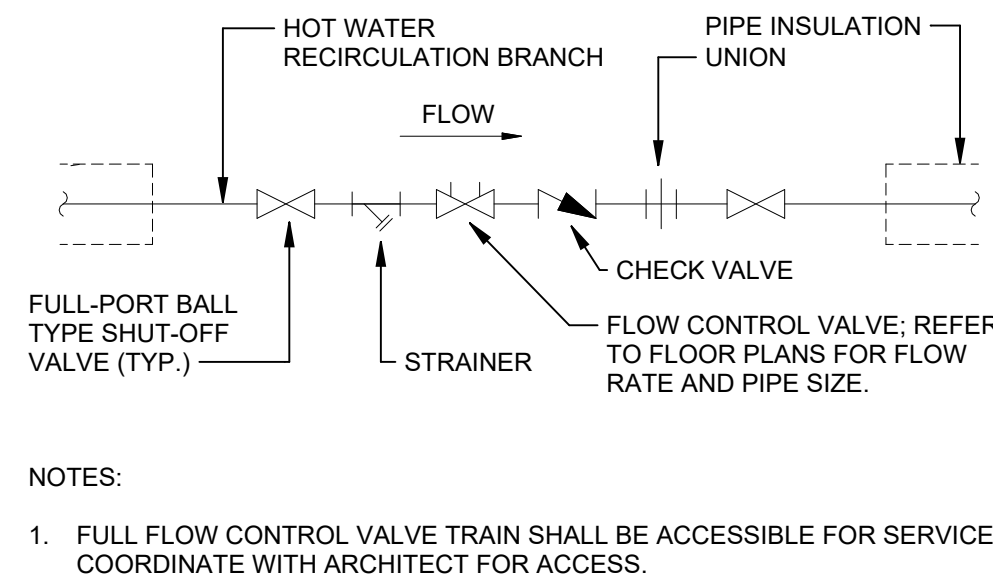 HOT WATER
RECIRCULATION BRANCH
PIPE INSULATION
UNION
FLOW
CHECK VALVE
FULL-PORT BALL
TYPE SHUT-OFF
VALVE (TYP.)
STRAINER
FLOW CONTROL VALVE; REFER
TO FLOOR PLANS FOR FLOW
RATE AND PIPE SIZE.
NOTES:
1. FULL FLOW CONTROL VALVE TRAIN SHALL BE ACCESSIBLE FOR SERVICE
COORDINATE WITH ARCHITECT FOR ACCESS.